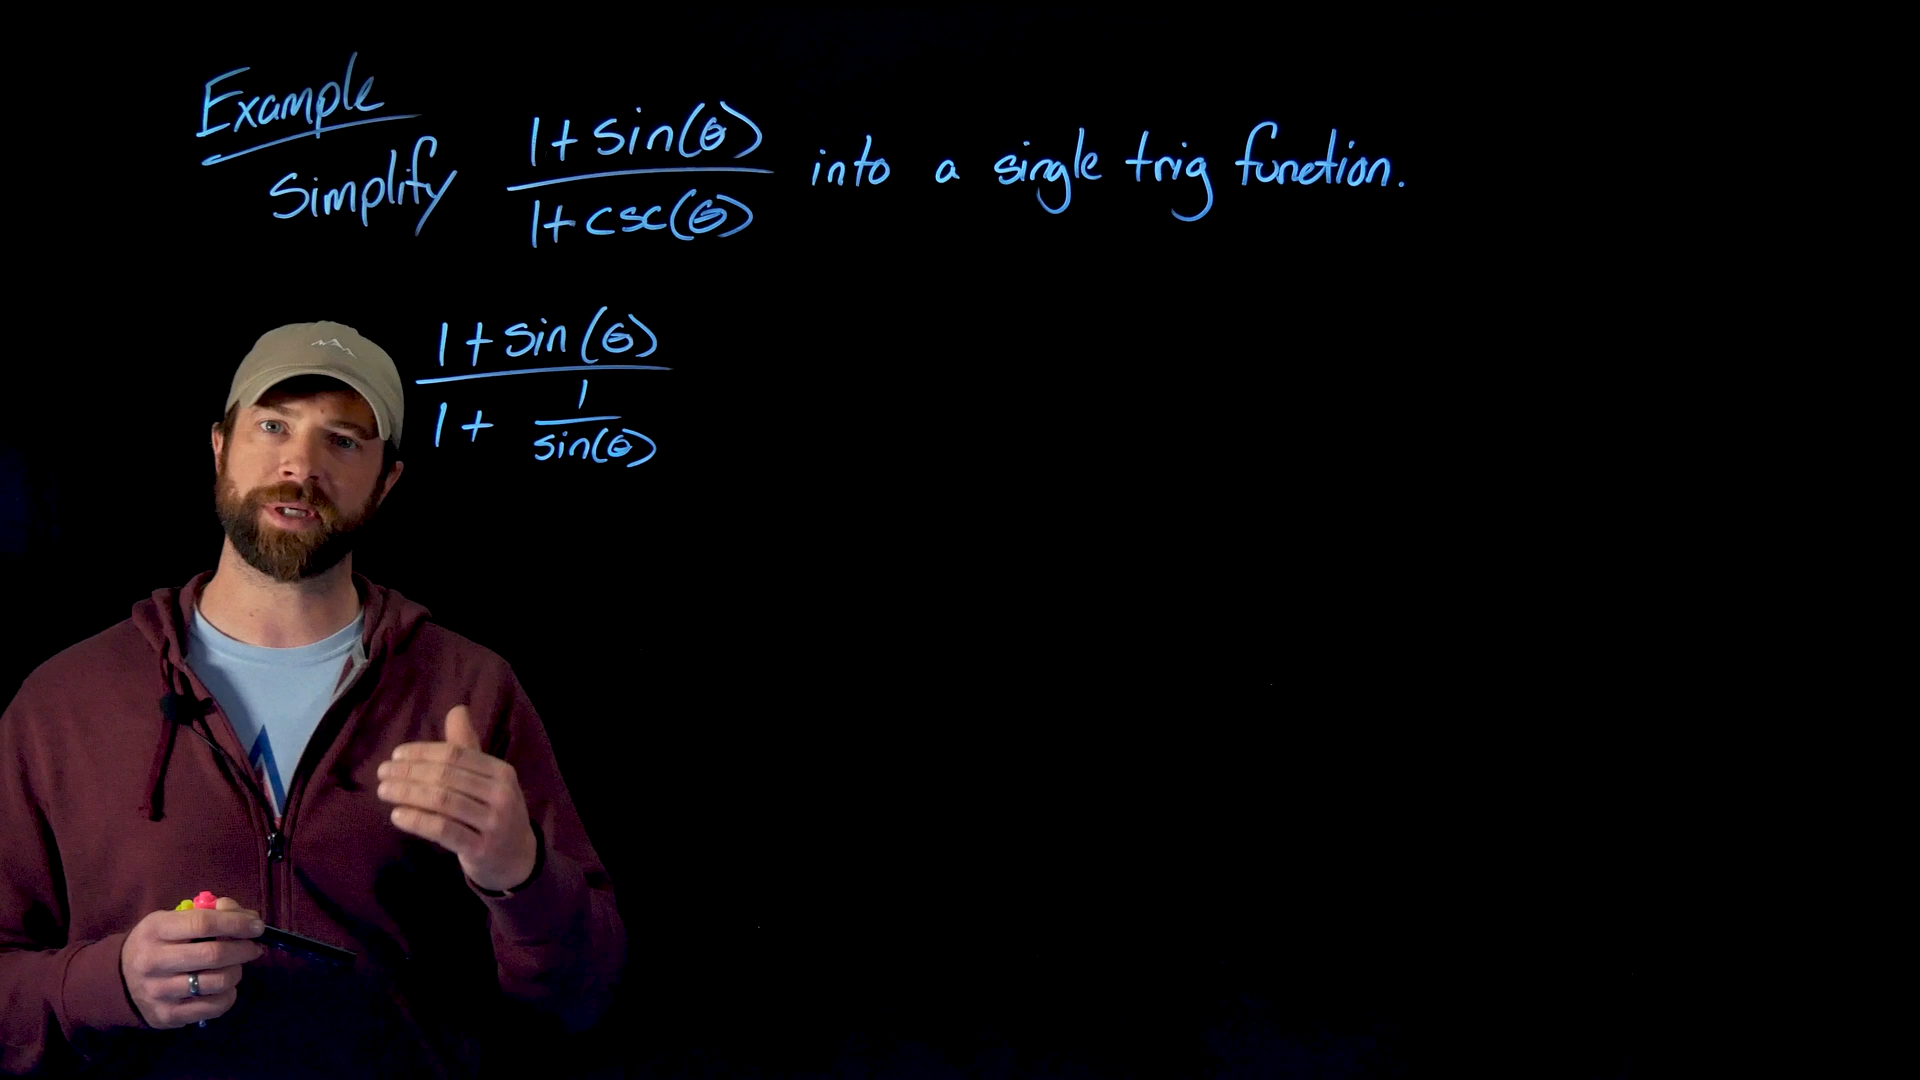 Example
Simplify (1+sin(θ))/(1+csc(θ)) into a single trig function.
1+sin(θ)
1+ 1/sin(θ)